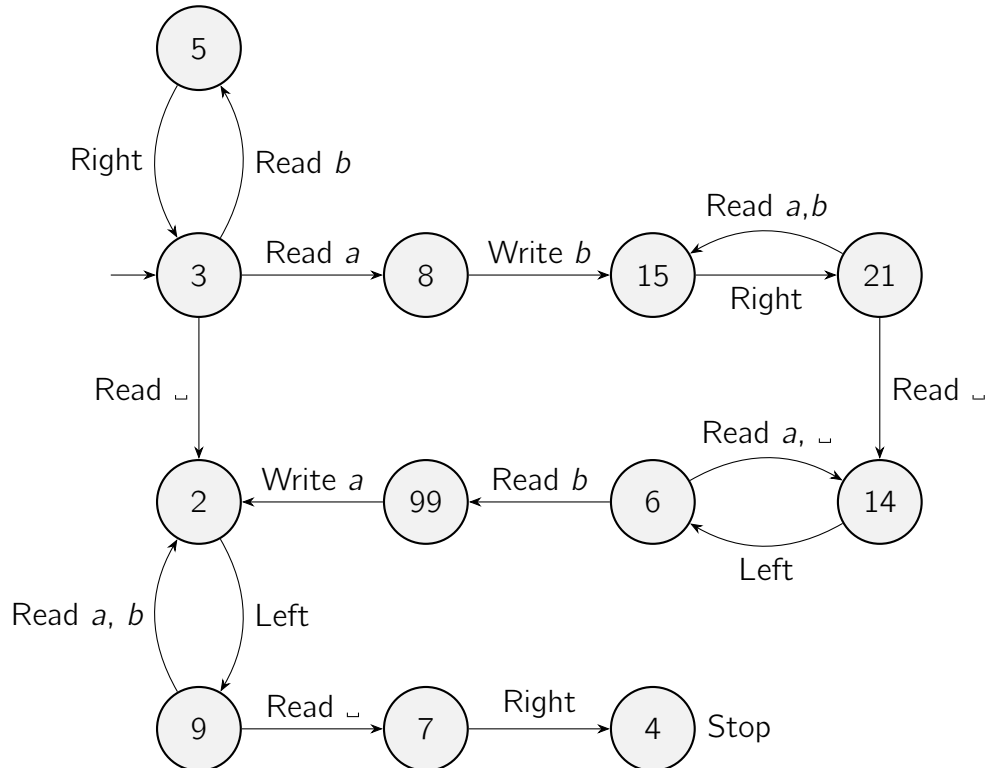 5
Right
Read b
Read a,b
3
Read a
8
Write b
15
Right
21
Read ␣
Read ␣
Read a, ␣
2
Write a
99
Read b
6
14
Left
Read a, b
Left
9
Read ␣
7
Right
4
Stop